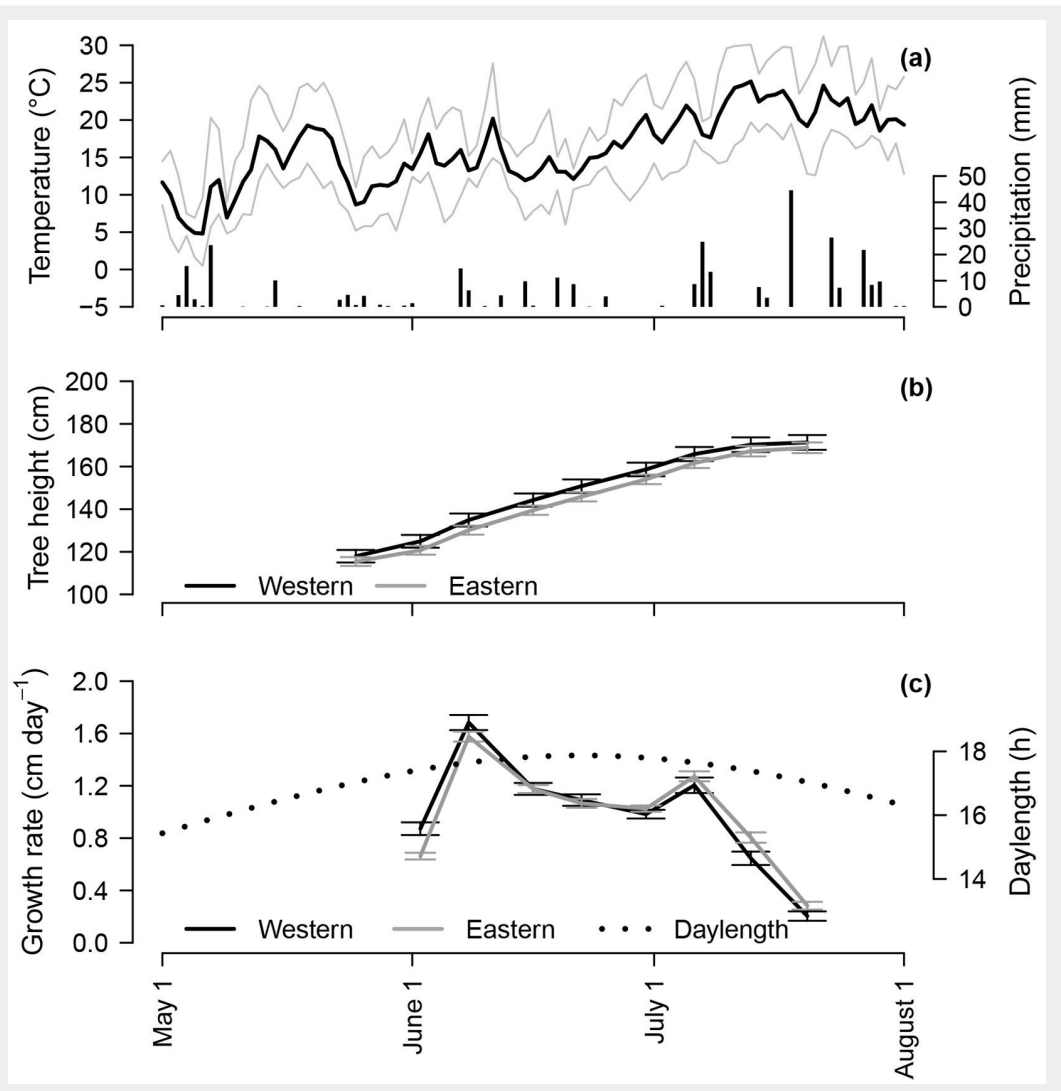 (a)
Temperature (°C)
30
25
20
15
10
5
0
−5
Precipitation (mm)
50
40
30
20
10
0
(b)
Tree height (cm)
200
180
160
140
120
100
Western
Eastern
(c)
Growth rate (cm day⁻¹)
2.0
1.6
1.2
0.8
0.4
0.0
Daylength (h)
18
16
14
Western
Eastern
Daylength
May 1
June 1
July 1
August 1